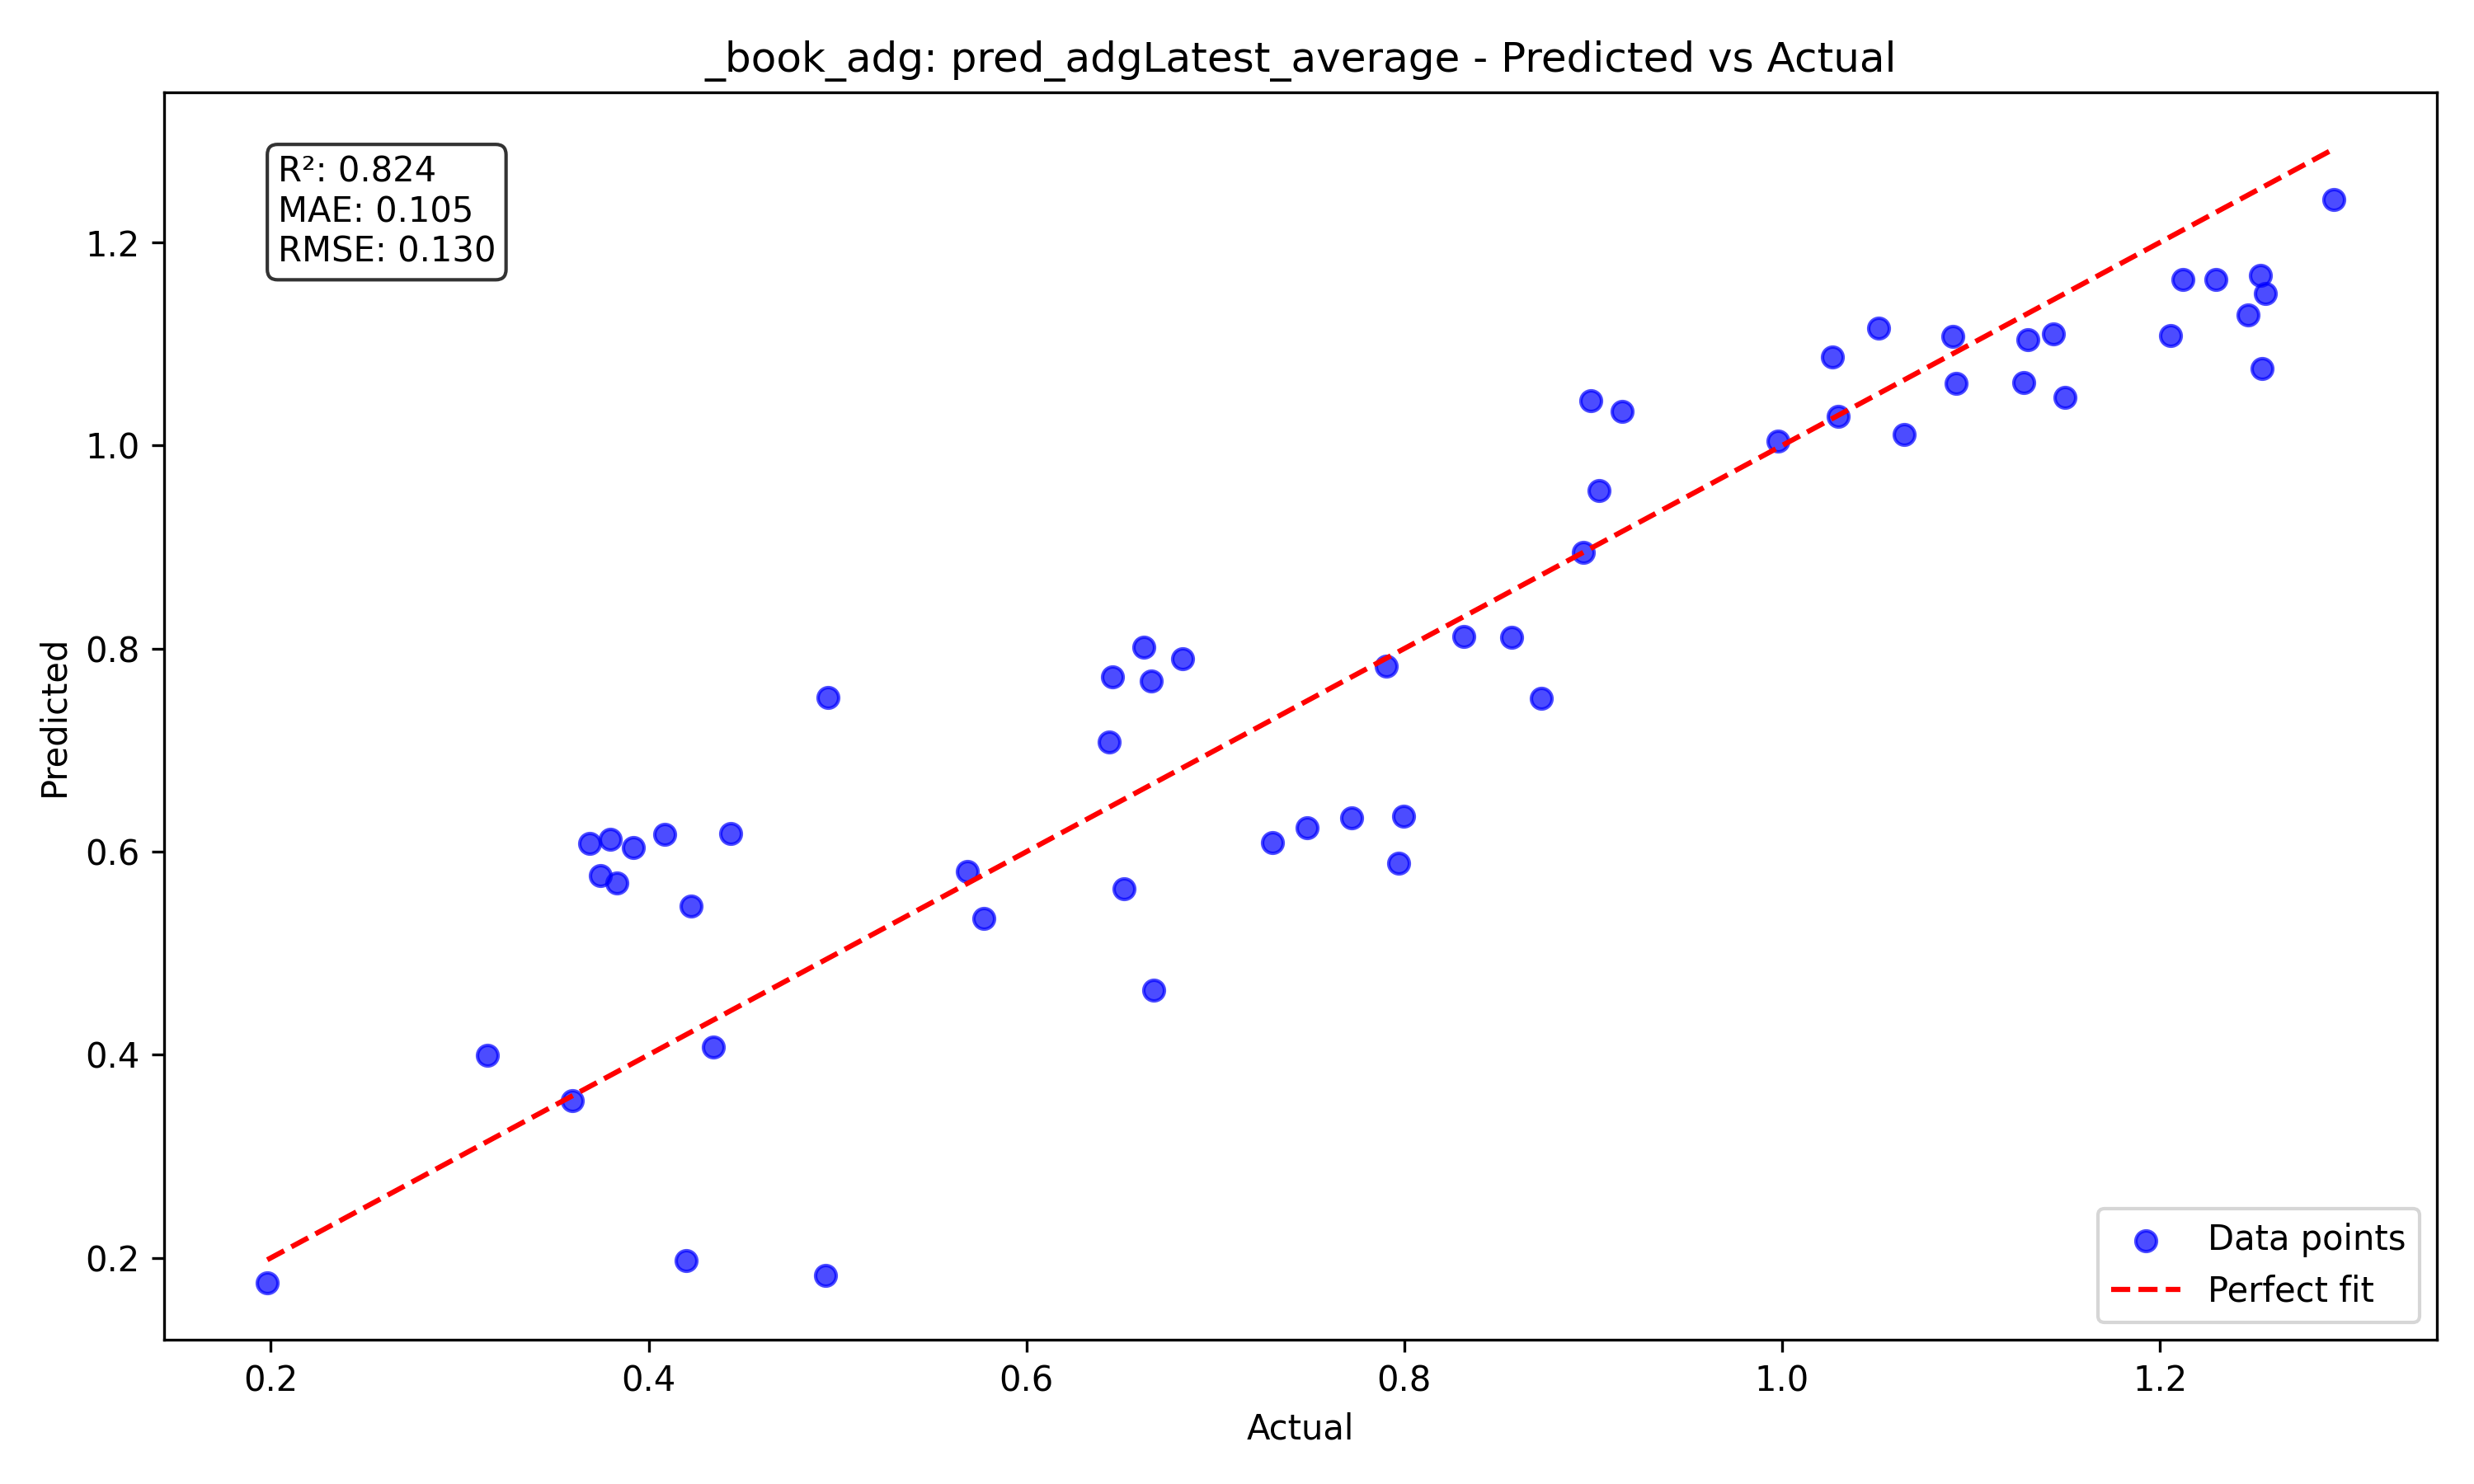 _book_adg: pred_adgLatest_average - Predicted vs Actual
R²: 0.824
MAE: 0.105
RMSE: 0.130
1.2
1.0
0.8
0.6
0.4
0.2
Predicted
Data points
Perfect fit
0.2 0.4 0.6 0.8 1.0 1.2
Actual